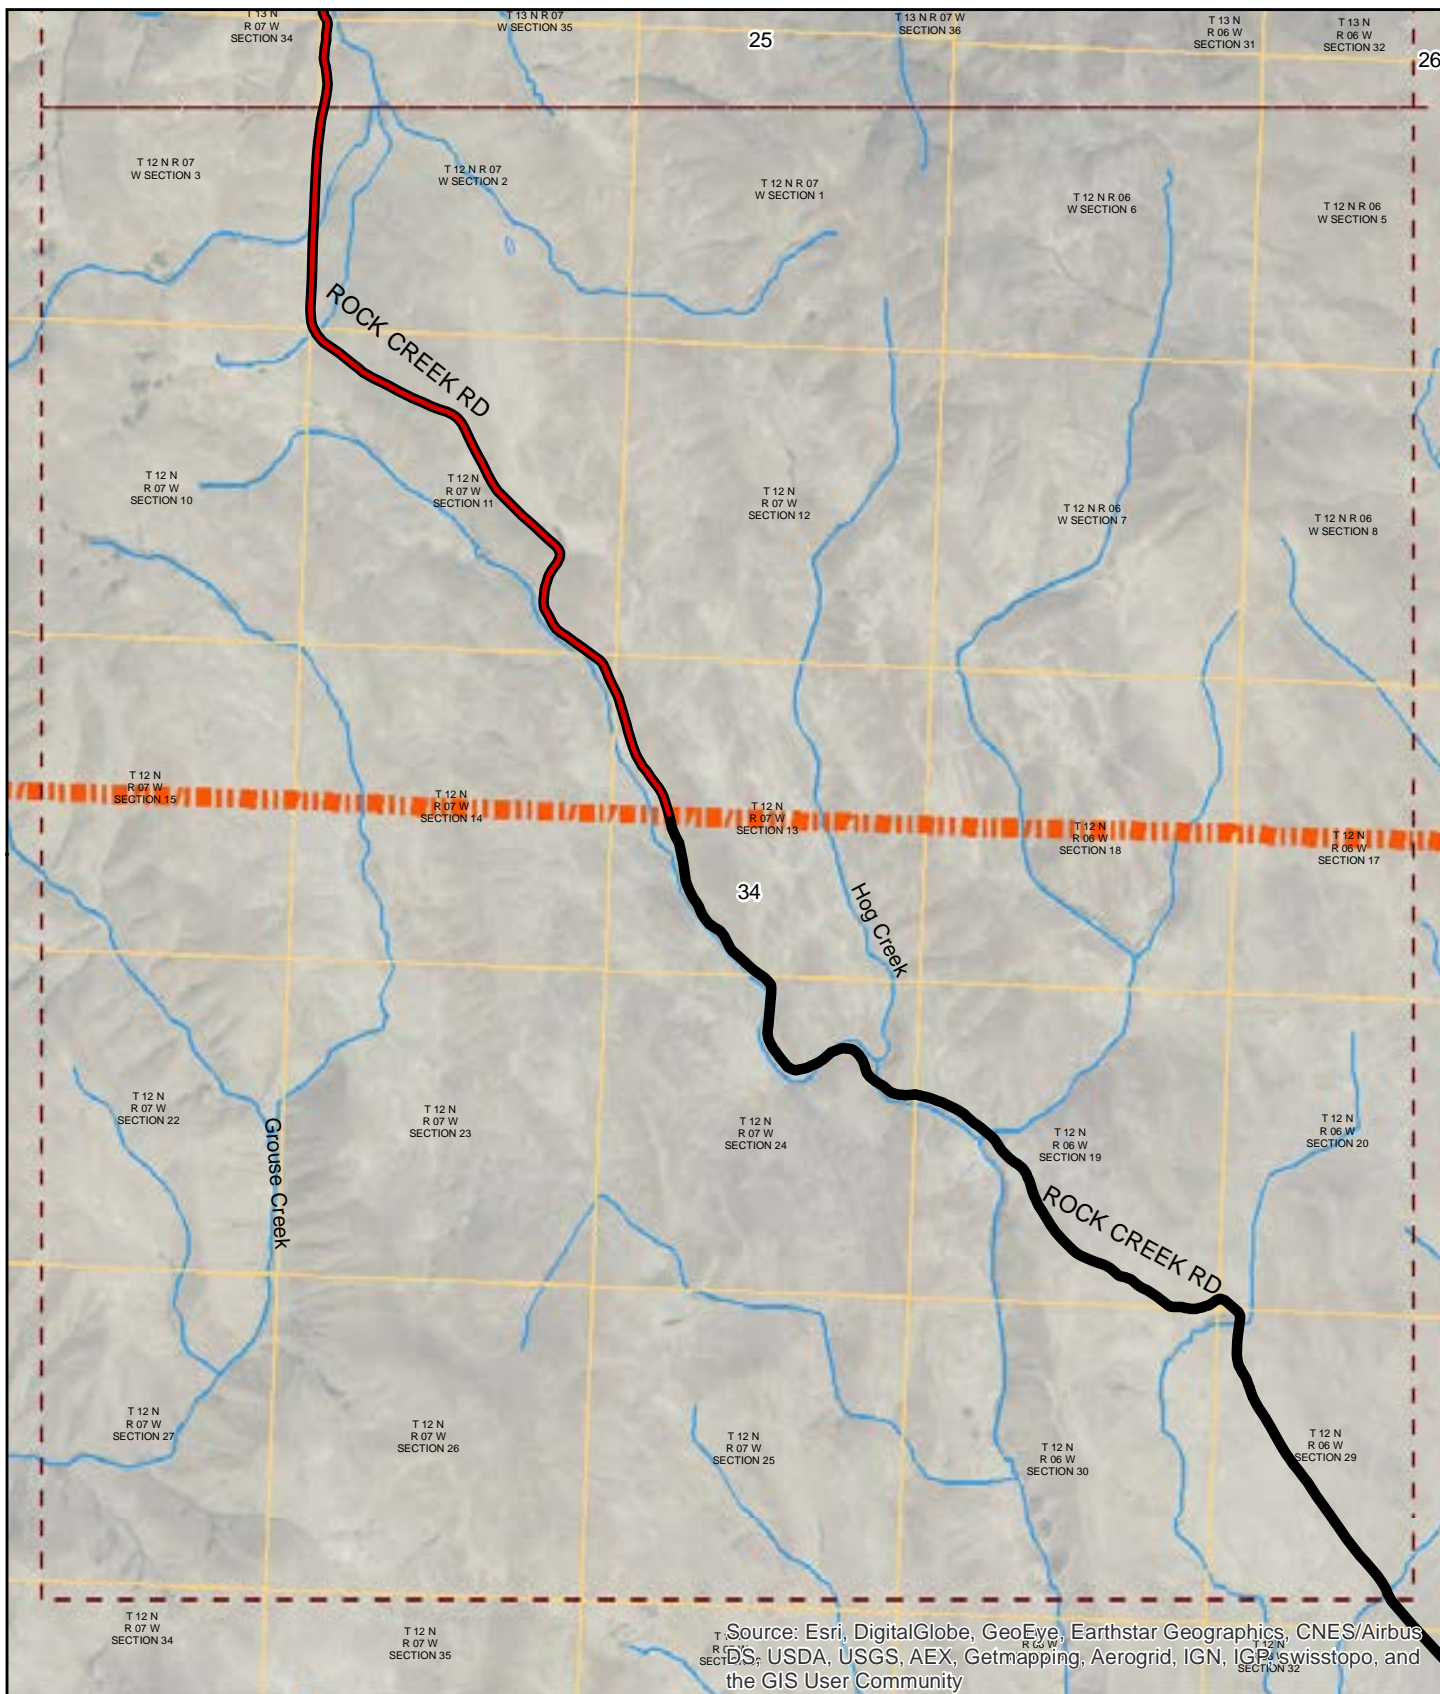 T 13 N
R 07 W
SECTION 34
T 13 N R 07
W SECTION 35
25
T 13 N R 07 W
SECTION 36
T 13 N
R 06 W
SECTION 31
T 13 N
R 06 W
SECTION 32
26
T 12 N R 07
W SECTION 3
T 12 N R 07
W SECTION 2
T 12 N R 07
W SECTION 1
T 12 N R 06
W SECTION 6
T 12 N R 06
W SECTION 5
ROCK CREEK RD
T 12 N
R 07 W
SECTION 10
T 12 N
R 07 W
SECTION 11
T 12 N
R 07 W
SECTION 12
T 12 N R 06
W SECTION 7
T 12 N R 06
W SECTION 8
T 12 N
R 07 W
SECTION 15
T 12 N
R 07 W
SECTION 14
T 12 N
R 07 W
SECTION 13
T 12 N
R 06 W
SECTION 18
T 12 N
R 06 W
SECTION 17
34
Hog Creek
T 12 N
R 07 W
SECTION 22
T 12 N
R 07 W
SECTION 23
T 12 N
R 07 W
SECTION 24
T 12 N
R 06 W
SECTION 19
T 12 N
R 06 W
SECTION 20
Grouse Creek
ROCK CREEK RD
T 12 N
R 07 W
SECTION 27
T 12 N
R 07 W
SECTION 26
T 12 N
R 07 W
SECTION 25
T 12 N
R 06 W
SECTION 30
T 12 N
R 06 W
SECTION 29
T 12 N
R 07 W
SECTION 34
T 12 N
R 07 W
SECTION 35
R 06 W
T 12 N
SECTION 32
Source: Esri, DigitalGlobe, GeoEye, Earthstar Geographics, CNES/Airbus
DS, USDA, USGS, AEX, Getmapping, Aerogrid, IGN, IGP, swisstopo, and
the GIS User Community